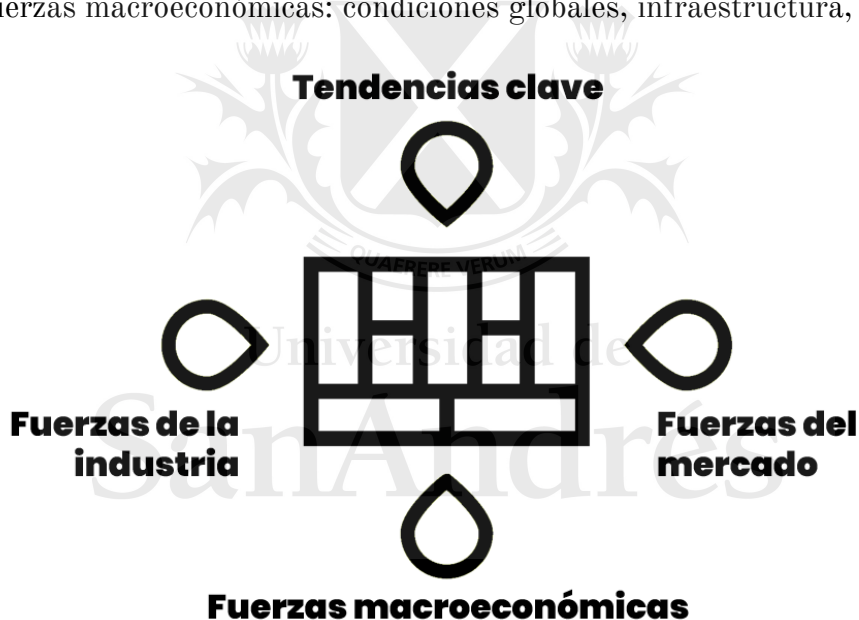 uerzas macroeconómicas: condiciones globales, infraestructura,
Tendencias clave
QUAERERE VERUM
Universidad de
Fuerzas de la
industria
Fuerzas del
mercado
SanAndrés
Fuerzas macroeconómicas